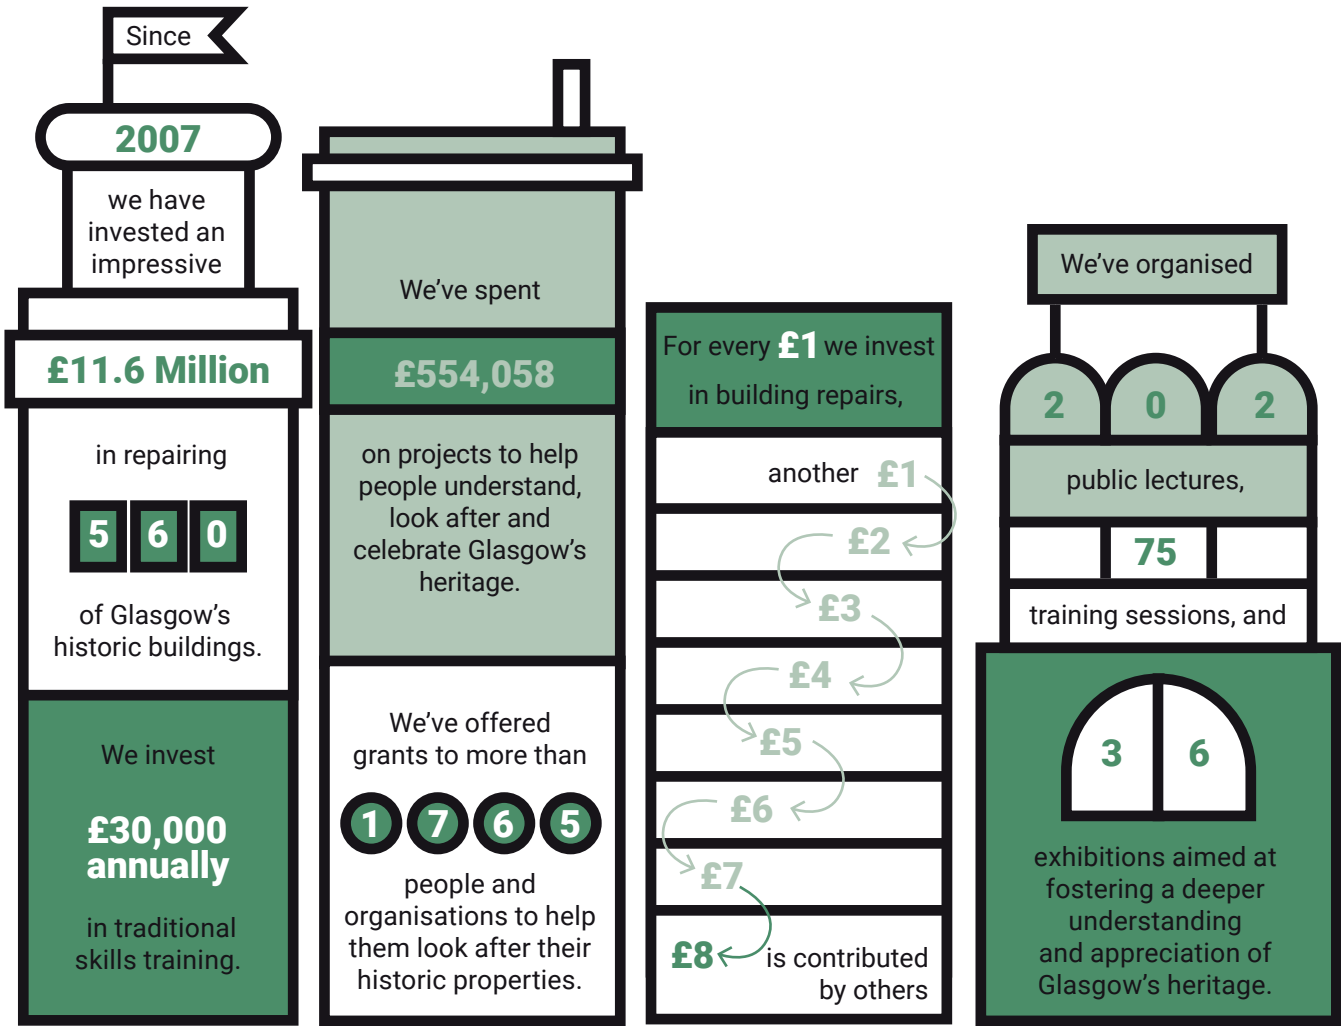 Since
2007
we have
invested an
impressive
£11.6 Million
in repairing
5 6 0
of Glasgow's
historic buildings.
We invest
£30,000
annually
in traditional
skills training.
We've spent
£554,058
on projects to help
people understand,
look after and
celebrate Glasgow's
heritage.
We've offered
grants to more than
1 7 6 5
people and
organisations to help
them look after their
historic properties.
For every £1 we invest
in building repairs,
another £1
£2
£3
£4
£5
£6
£7
£8 is contributed
by others
We've organised
2 0 2
public lectures,
75
training sessions, and
3 6
exhibitions aimed at
fostering a deeper
understanding
and appreciation of
Glasgow's heritage.